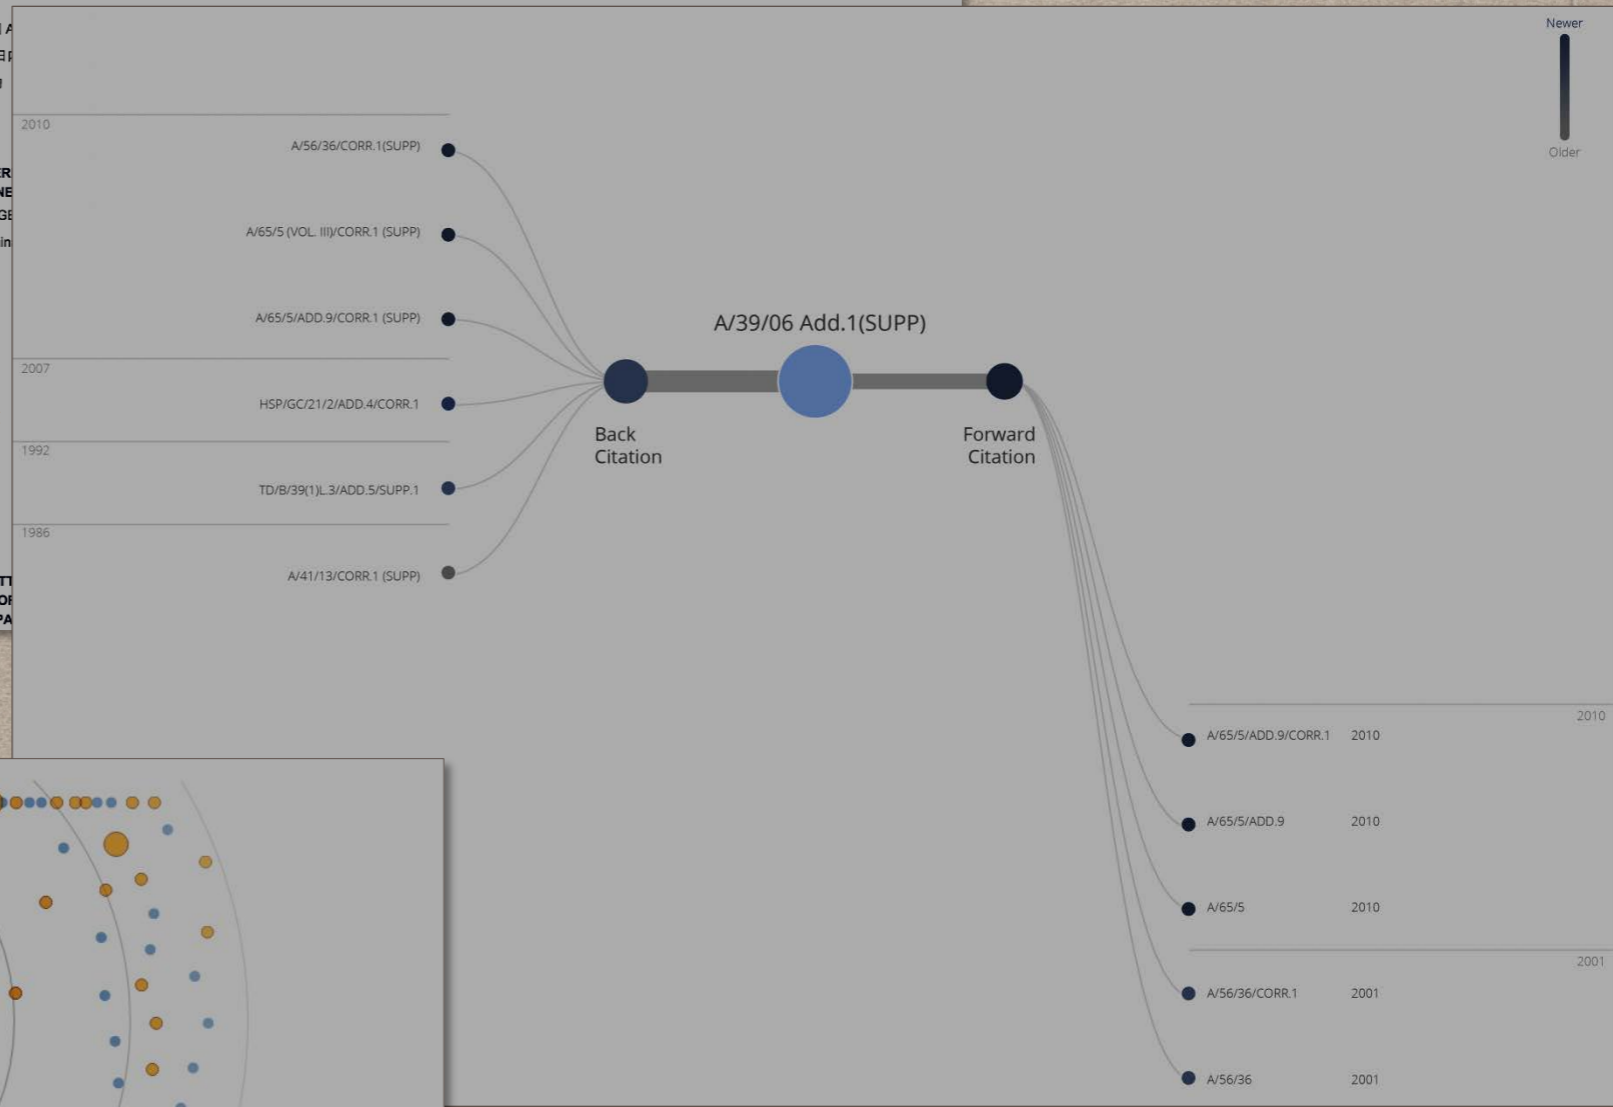 Newer
Older
2010
A/56/36/CORR.1(SUPP)
A/65/5 (VOL. III)/CORR.1 (SUPP)
A/65/5/ADD.9/CORR.1 (SUPP)
2007
HSP/GC/21/2/ADD.4/CORR.1
1992
TD/B/39(1)L.3/ADD.5/SUPP.1
1986
A/41/13/CORR.1 (SUPP)
A/39/06 Add.1(SUPP)
Back
Citation
Forward
Citation
2010
A/65/5/ADD.9/CORR.1 2010
A/65/5/ADD.9 2010
A/65/5 2010
2001
A/56/36/CORR.1 2001
A/56/36 2001